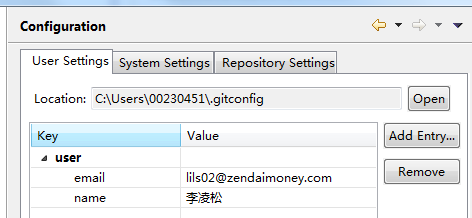 Configuration
User Settings System Settings Repository Settings
Location: C:\Users\00230451\.gitconfig Open
Key Value Add Entry...
user
email lils02@zendaimoney.com Remove
name 李凌松